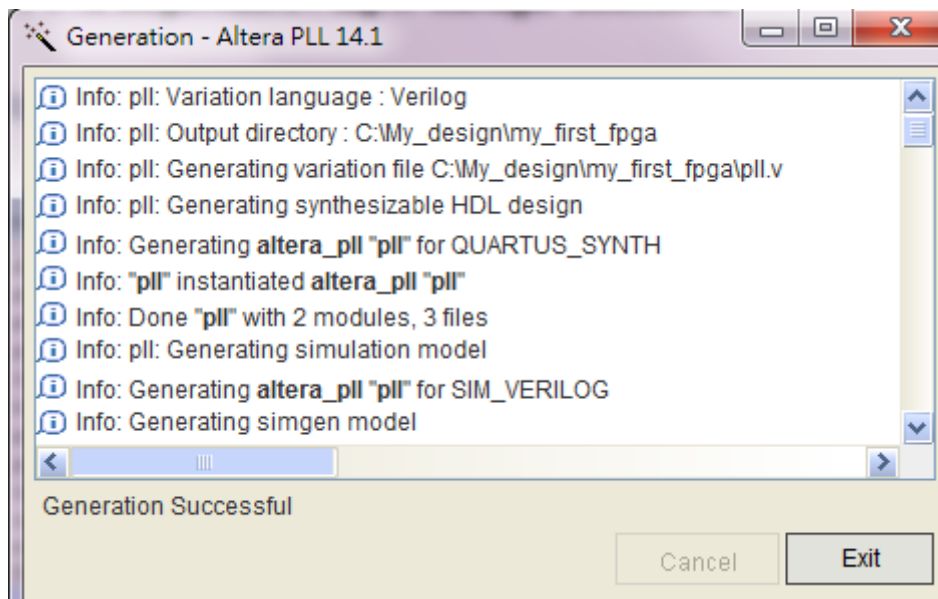 Generation - Altera PLL 14.1
Info: pll: Variation language : Verilog
Info: pll: Output directory : C:\My_design\my_first_fpga
Info: pll: Generating variation file C:\My_design\my_first_fpga\pll.v
Info: pll: Generating synthesizable HDL design
Info: Generating altera_pll "pll" for QUARTUS_SYNTH
Info: "pll" instantiated altera_pll "pll"
Info: Done "pll" with 2 modules, 3 files
Info: pll: Generating simulation model
Info: Generating altera_pll "pll" for SIM_VERILOG
Info: Generating simgen model
Generation Successful
Cancel Exit